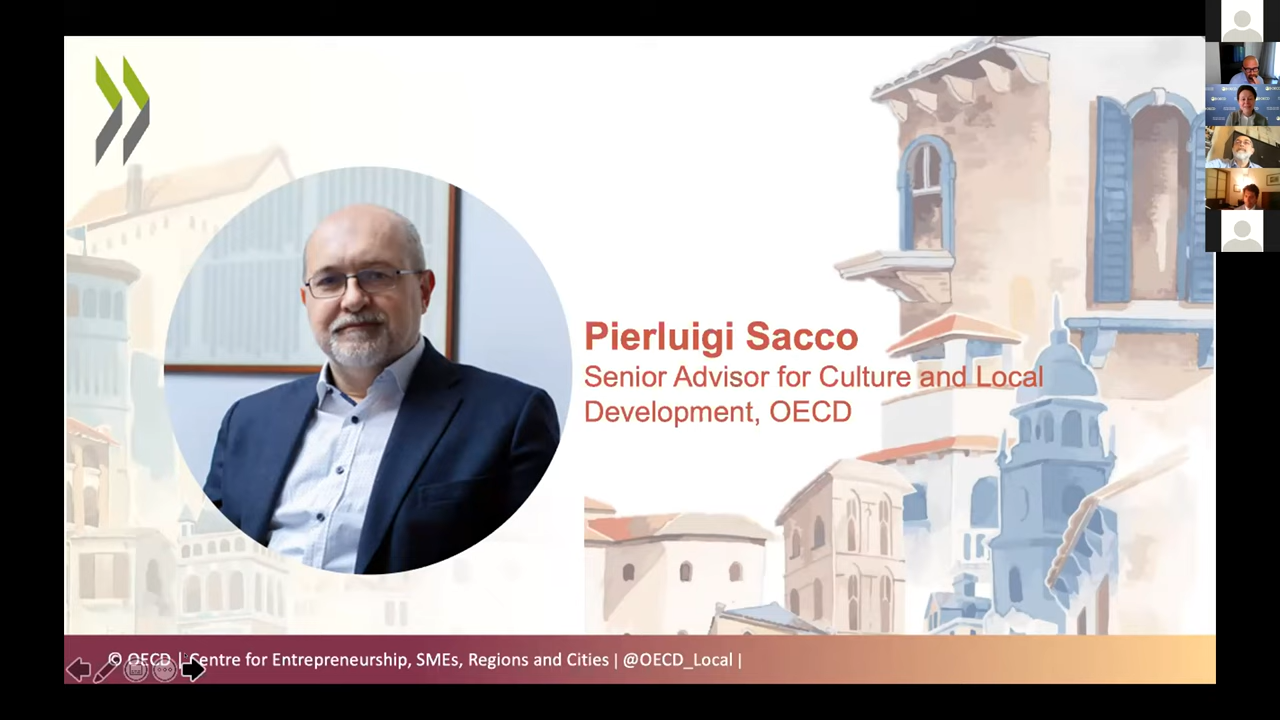 Pierluigi Sacco
Senior Advisor for Culture and Local
Development, OECD
© OECD | Centre for Entrepreneurship, SMEs, Regions and Cities | @OECD_Local |